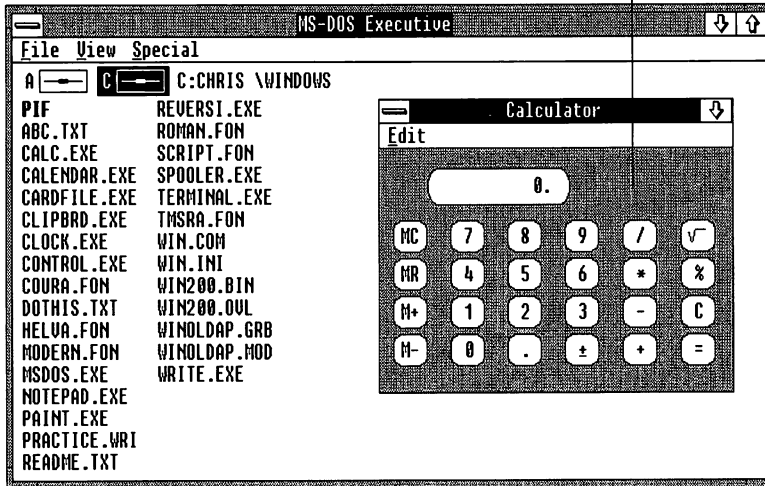 MS-DOS Executive
File View Special
A C C:CHRIS \WINDOWS
PIF REVERSI.EXE
ABC.TXT ROMAN.FON
CALC.EXE SCRIPT.FON
CALENDAR.EXE SPOOLER.EXE
CARDFILE.EXE TERMINAL.EXE
CLIPBRD.EXE TMSRA.FON
CLOCK.EXE WIN.COM
CONTROL.EXE WIN.INI
COURA.FON WIN200.BIN
DOTHIS.TXT WIN200.OVL
HELVA.FON WINOLDAP.GRB
MODERN.FON WINOLDAP.MOD
MSDOS.EXE WRITE.EXE
NOTEPAD.EXE
PAINT.EXE
PRACTICE.WRI
README.TXT
Calculator
Edit
0.
MC 7 8 9 / √
MR 4 5 6 * %
M+ 1 2 3 - C
M- 0 . ± + =